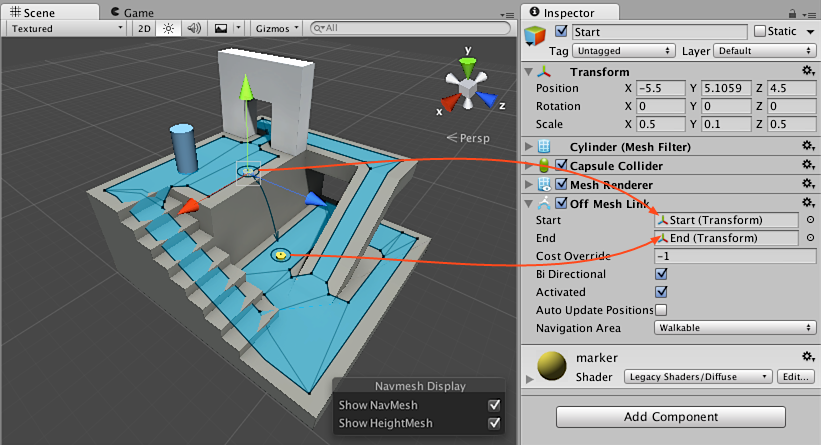 Scene
Game
Textured
2D
Gizmos
All
y
x
z
Persp
Navmesh Display
Show NavMesh
Show HeightMesh
Inspector
Start
Static
Tag Untagged Layer Default
Transform
Position X -5.5 Y 5.1059 Z 4.5
Rotation X 0 Y 0 Z 0
Scale X 0.5 Y 0.1 Z 0.5
Cylinder (Mesh Filter)
Capsule Collider
Mesh Renderer
Off Mesh Link
Start Start (Transform)
End End (Transform)
Cost Override -1
Bi Directional
Activated
Auto Update Positions
Navigation Area Walkable
marker
Shader Legacy Shaders/Diffuse Edit...
Add Component